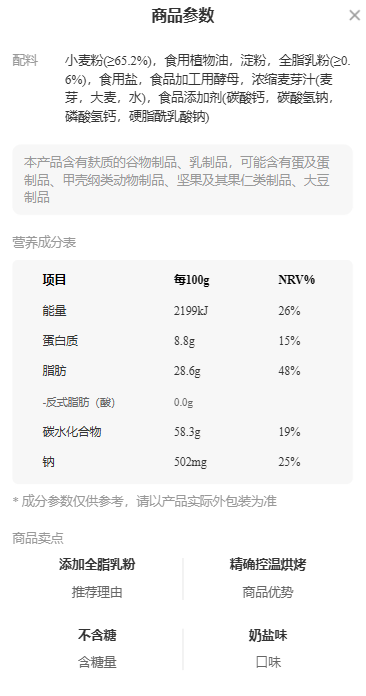 商品参数
配料
小麦粉(≥65.2%)，食用植物油，淀粉，全脂乳粉(≥0.
6%)，食用盐，食品加工用酵母，浓缩麦芽汁(麦
芽，大麦，水)，食品添加剂(碳酸钙，碳酸氢钠，
磷酸氢钙，硬脂酰乳酸钠)
本产品含有麸质的谷物制品、乳制品，可能含有蛋及蛋
制品、甲壳纲类动物制品、坚果及其果仁类制品、大豆
制品
营养成分表
项目 每100g NRV%
能量 2199kJ 26%
蛋白质 8.8g 15%
脂肪 28.6g 48%
-反式脂肪（酸） 0.0g
碳水化合物 58.3g 19%
钠 502mg 25%
* 成分参数仅供参考，请以产品实际外包装为准
商品卖点
添加全脂乳粉 精确控温烘烤
推荐理由 商品优势
不含糖 奶盐味
含糖量 口味